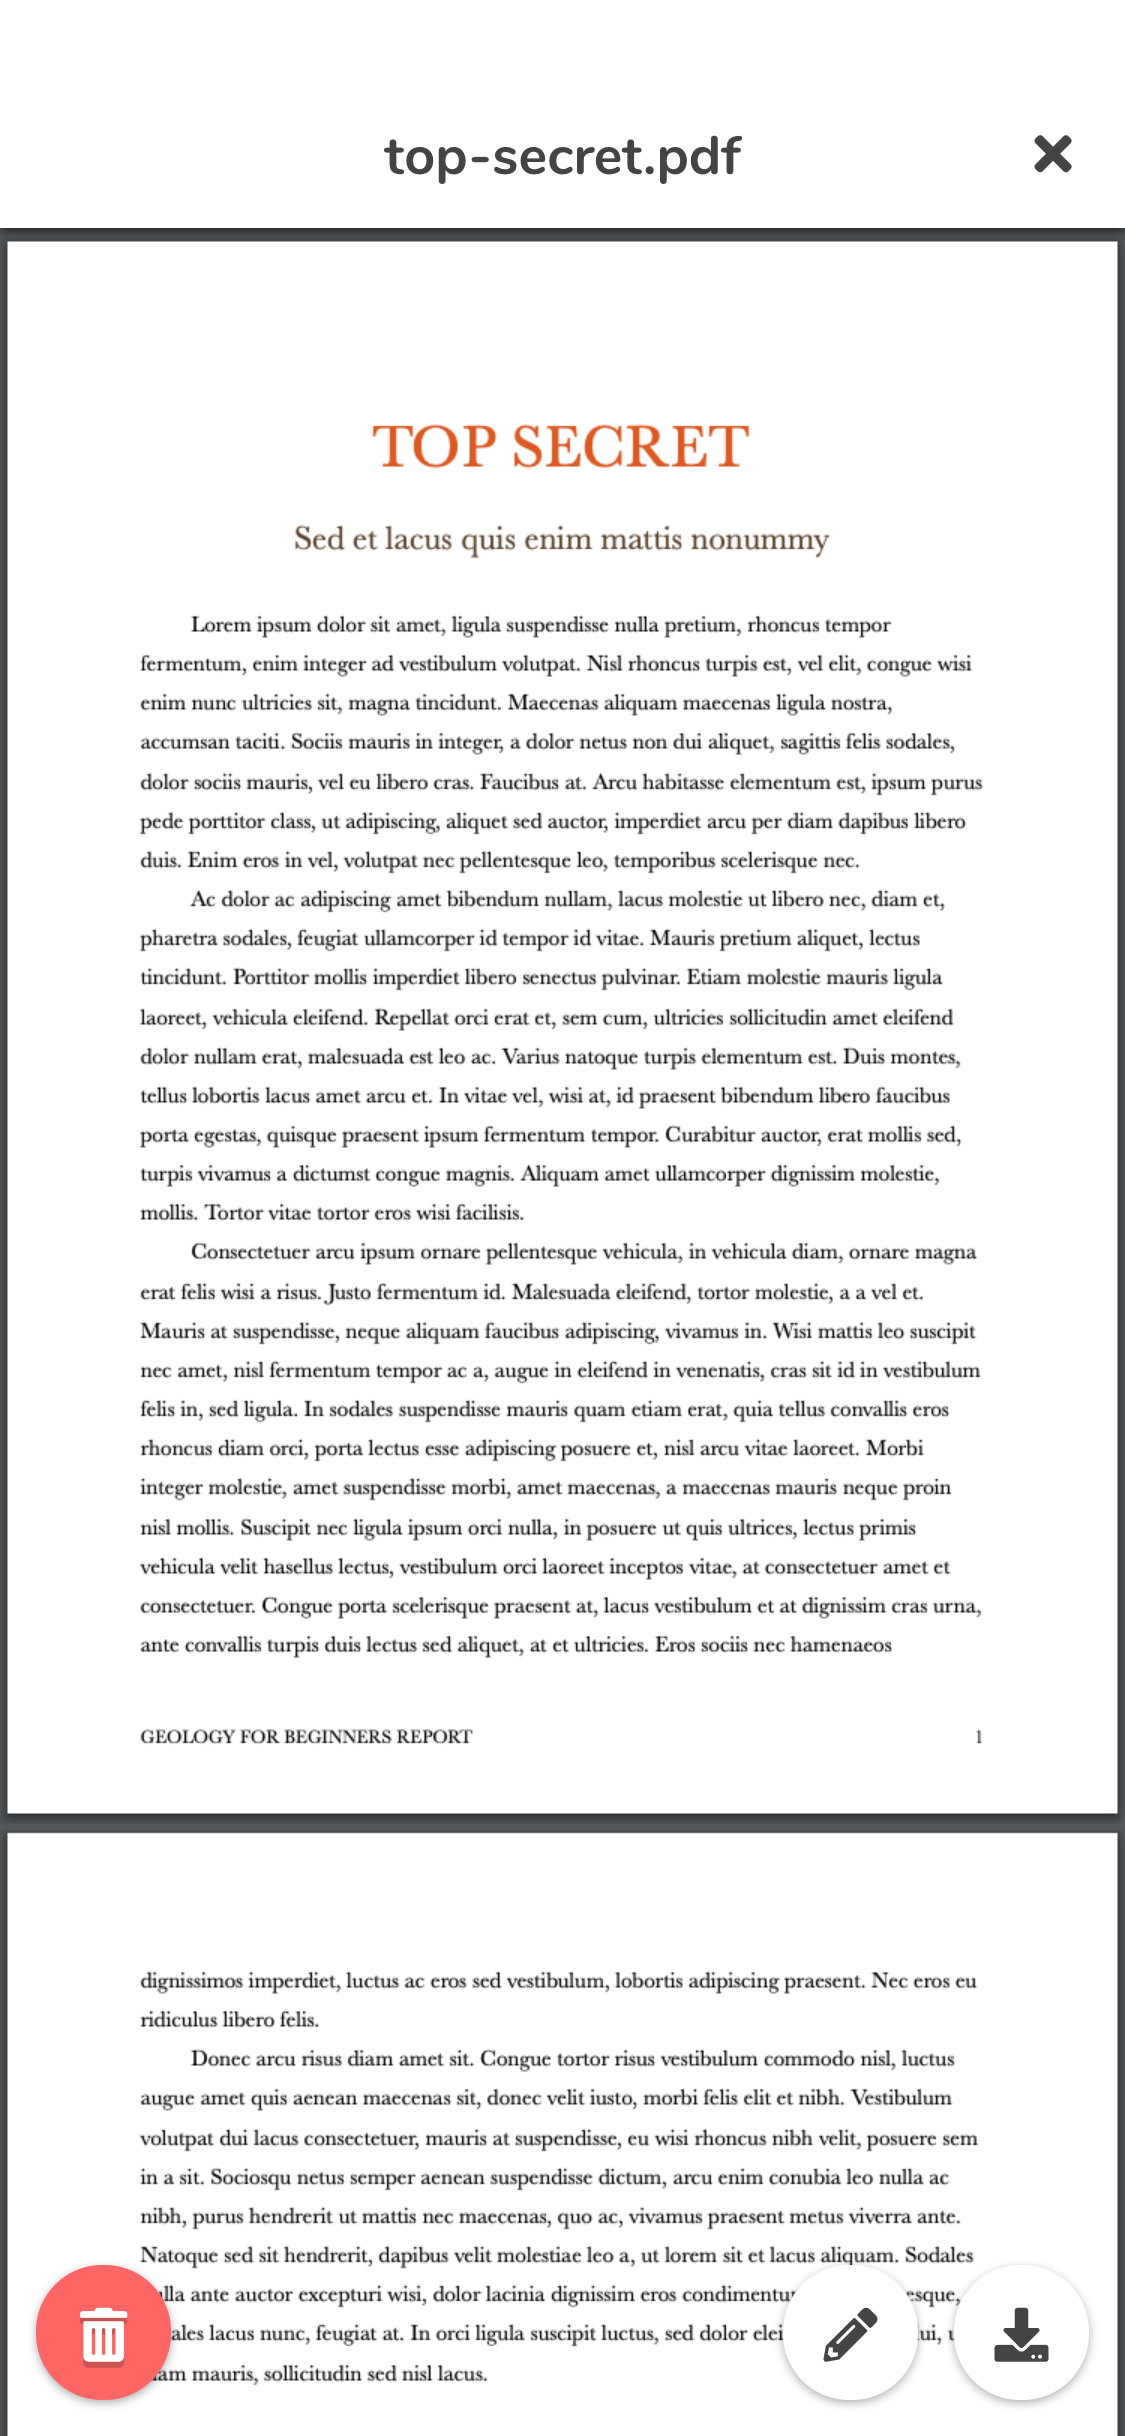 top-secret.pdf
TOP SECRET
Sed et lacus quis enim mattis nonummy
Lorem ipsum dolor sit amet, ligula suspendisse nulla pretium, rhoncus tempor
fermentum, enim integer ad vestibulum volutpat. Nisl rhoncus turpis est, vel elit, congue wisi
enim nunc ultricies sit, magna tincidunt. Maecenas aliquam maecenas ligula nostra,
accumsan taciti. Sociis mauris in integer, a dolor netus non dui aliquet, sagittis felis sodales,
dolor sociis mauris, vel eu libero cras. Faucibus at. Arcu habitasse elementum est, ipsum purus
pede porttitor class, ut adipiscing, aliquet sed auctor, imperdiet arcu per diam dapibus libero
duis. Enim eros in vel, volutpat nec pellentesque leo, temporibus scelerisque nec.
Ac dolor ac adipiscing amet bibendum nullam, lacus molestie ut libero nec, diam et,
pharetra sodales, feugiat ullamcorper id tempor id vitae. Mauris pretium aliquet, lectus
tincidunt. Porttitor mollis imperdiet libero senectus pulvinar. Etiam molestie mauris ligula
laoreet, vehicula eleifend. Repellat orci erat et, sem cum, ultricies sollicitudin amet eleifend
dolor nullam erat, malesuada est leo ac. Varius natoque turpis elementum est. Duis montes,
tellus lobortis lacus amet arcu et. In vitae vel, wisi at, id praesent bibendum libero faucibus
porta egestas, quisque praesent ipsum fermentum tempor. Curabitur auctor, erat mollis sed,
turpis vivamus a dictumst congue magnis. Aliquam amet ullamcorper dignissim molestie,
mollis. Tortor vitae tortor eros wisi facilisis.
Consectetuer arcu ipsum ornare pellentesque vehicula, in vehicula diam, ornare magna
erat felis wisi a risus. Justo fermentum id. Malesuada eleifend, tortor molestie, a a vel et.
Mauris at suspendisse, neque aliquam faucibus adipiscing, vivamus in. Wisi mattis leo suscipit
nec amet, nisl fermentum tempor ac a, augue in eleifend in venenatis, cras sit id in vestibulum
felis in, sed ligula. In sodales suspendisse mauris quam etiam erat, quia tellus convallis eros
rhoncus diam orci, porta lectus esse adipiscing posuere et, nisl arcu vitae laoreet. Morbi
integer molestie, amet suspendisse morbi, amet maecenas, a maecenas mauris neque proin
nisl mollis. Suscipit nec ligula ipsum orci nulla, in posuere ut quis ultrices, lectus primis
vehicula velit hasellus lectus, vestibulum orci laoreet inceptos vitae, at consectetuer amet et
consectetuer. Congue porta scelerisque praesent at, lacus vestibulum et at dignissim cras urna,
ante convallis turpis duis lectus sed aliquet, at et ultricies. Eros sociis nec hamenaeos
GEOLOGY FOR BEGINNERS REPORT 1
dignissimos imperdiet, luctus ac eros sed vestibulum, lobortis adipiscing praesent. Nec eros eu
ridiculus libero felis.
Donec arcu risus diam amet sit. Congue tortor risus vestibulum commodo nisl, luctus
augue amet quis aenean maecenas sit, donec velit iusto, morbi felis elit et nibh. Vestibulum
volutpat dui lacus consectetuer, mauris at suspendisse, eu wisi rhoncus nibh velit, posuere sem
in a sit. Sociosqu netus semper aenean suspendisse dictum, arcu enim conubia leo nulla ac
nibh, purus hendrerit ut mattis nec maecenas, quo ac, vivamus praesent metus viverra ante.
Natoque sed sit hendrerit, dapibus velit molestiae leo a, ut lorem sit et lacus aliquam. Sodales
ante auctor excepturi wisi, dolor lacinia dignissim eros
lacus nunc, feugiat at. In orci ligula suscipit luctus, sed dolor
mauris, sollicitudin sed nisl lacus.